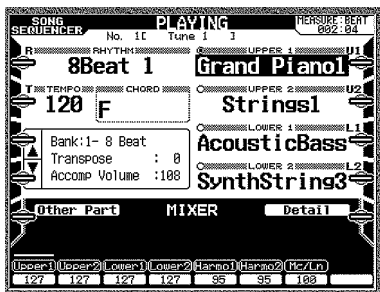 SONG SEQUENCER
PLAYING
MEASURE:BEAT
002:04
No. 1[ Tune 1 ]
R RHYTHM
8Beat 1
UPPER 1 U1
Grand Piano1
T TEMPO CHORD
120 F
UPPER 2 U2
Strings1
Bank:1- 8 Beat
Transpose : 0
Accomp Volume :108
LOWER 1 L1
AcousticBass
LOWER 2 L2
SynthString3
Other Part MIXER Detail
Upper1 Upper2 Lower1 Lower2 Harmo1 Harmo2 Mc/Ln
127 127 127 127 95 95 100